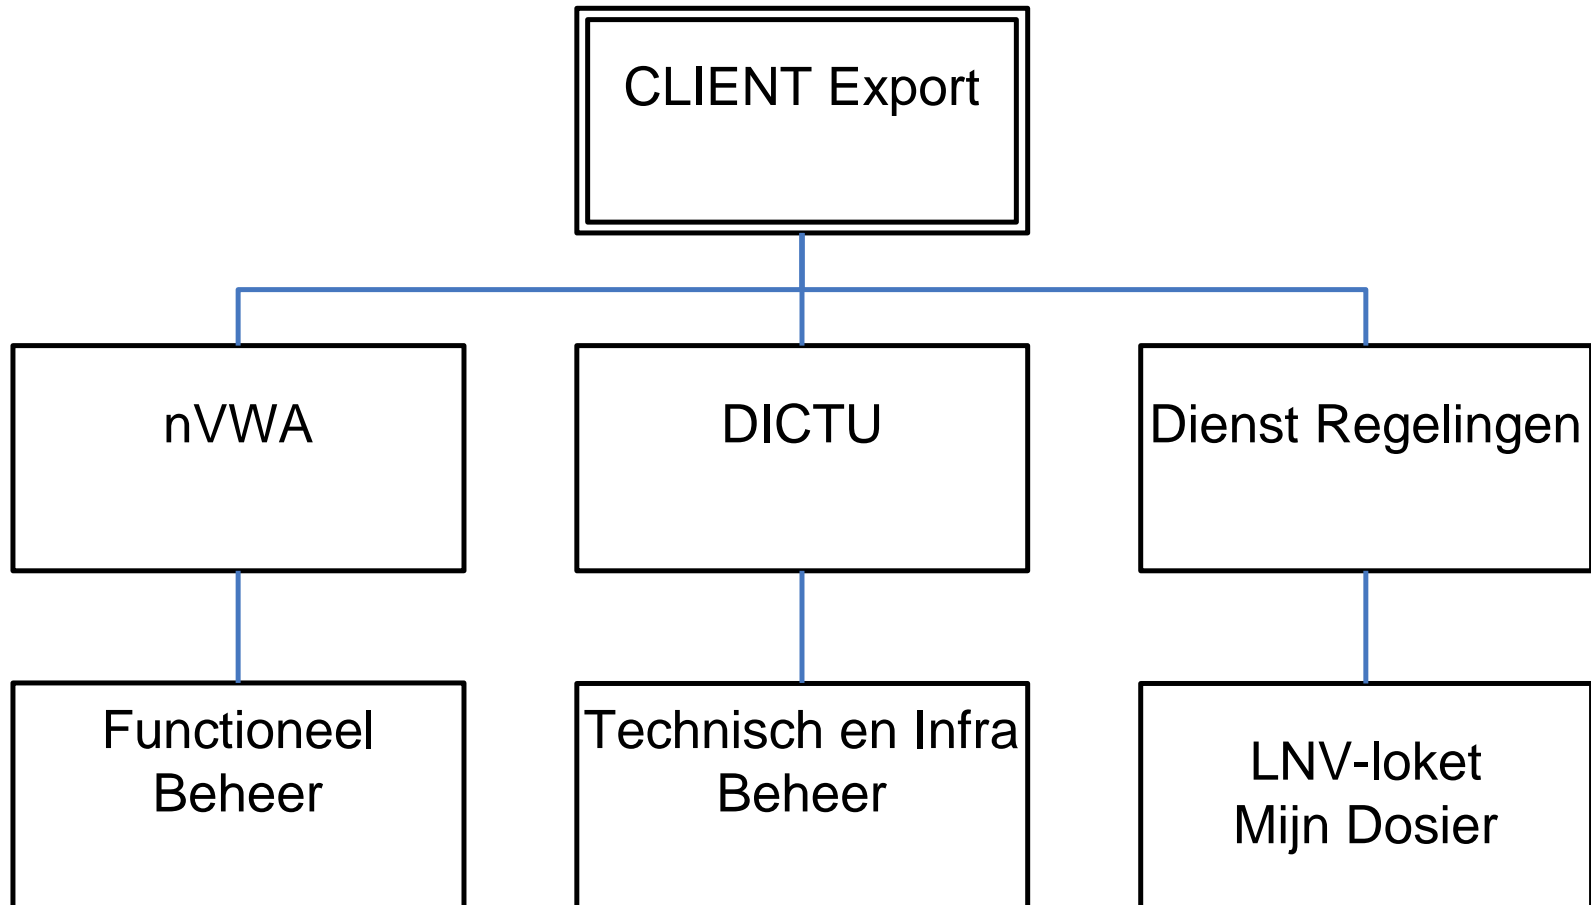 CLIENT Export
nVWA
DICTU
Dienst Regelingen
Functioneel
Beheer
Technisch en Infra
Beheer
LNV-loket
Mijn Dosier